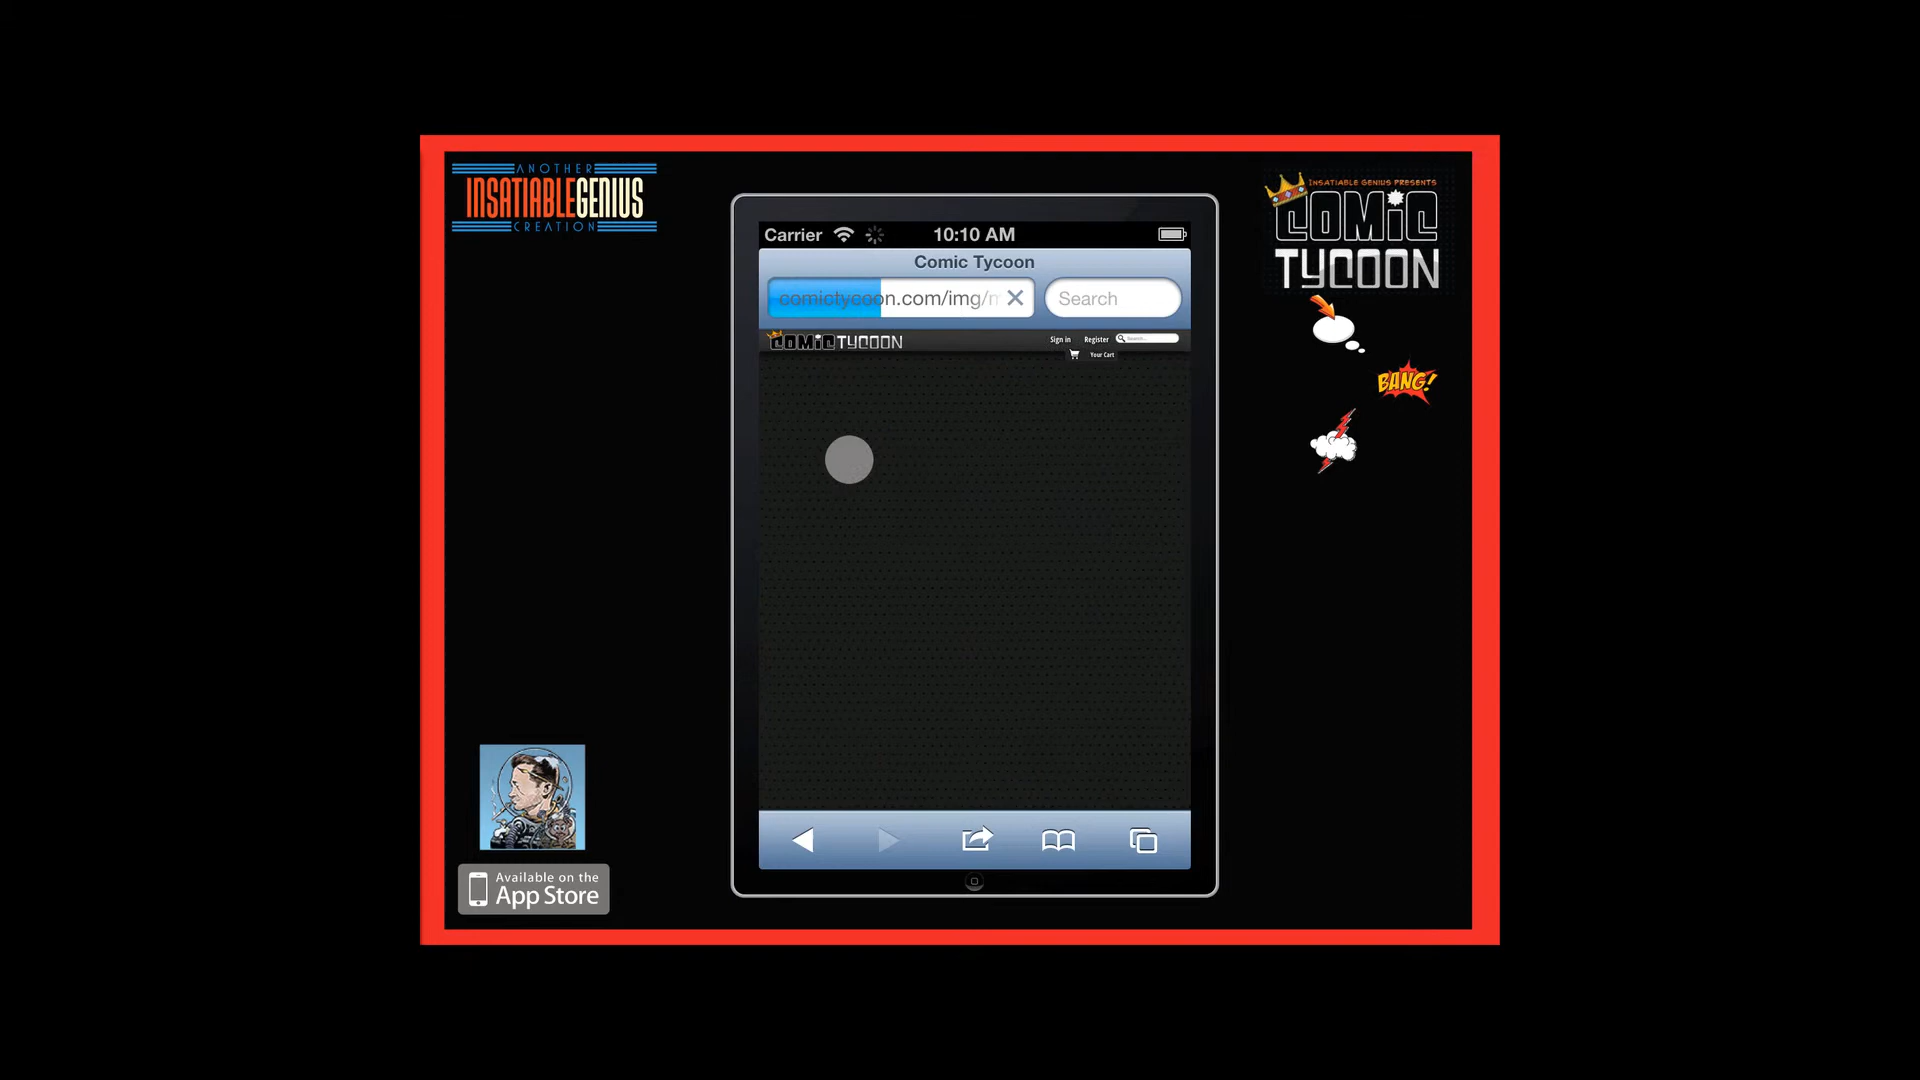 ANOTHER
INSATIABLEGENIUS
CREATION
INSATIABLE GENIUS PRESENTS
COMIC
TYCOON
BANG!
Carrier 10:10 AM
Comic Tycoon
comictycoon.com/img/m
Search
COMIC TYCOON
Sign in Register Search...
Your Cart
Available on the
App Store